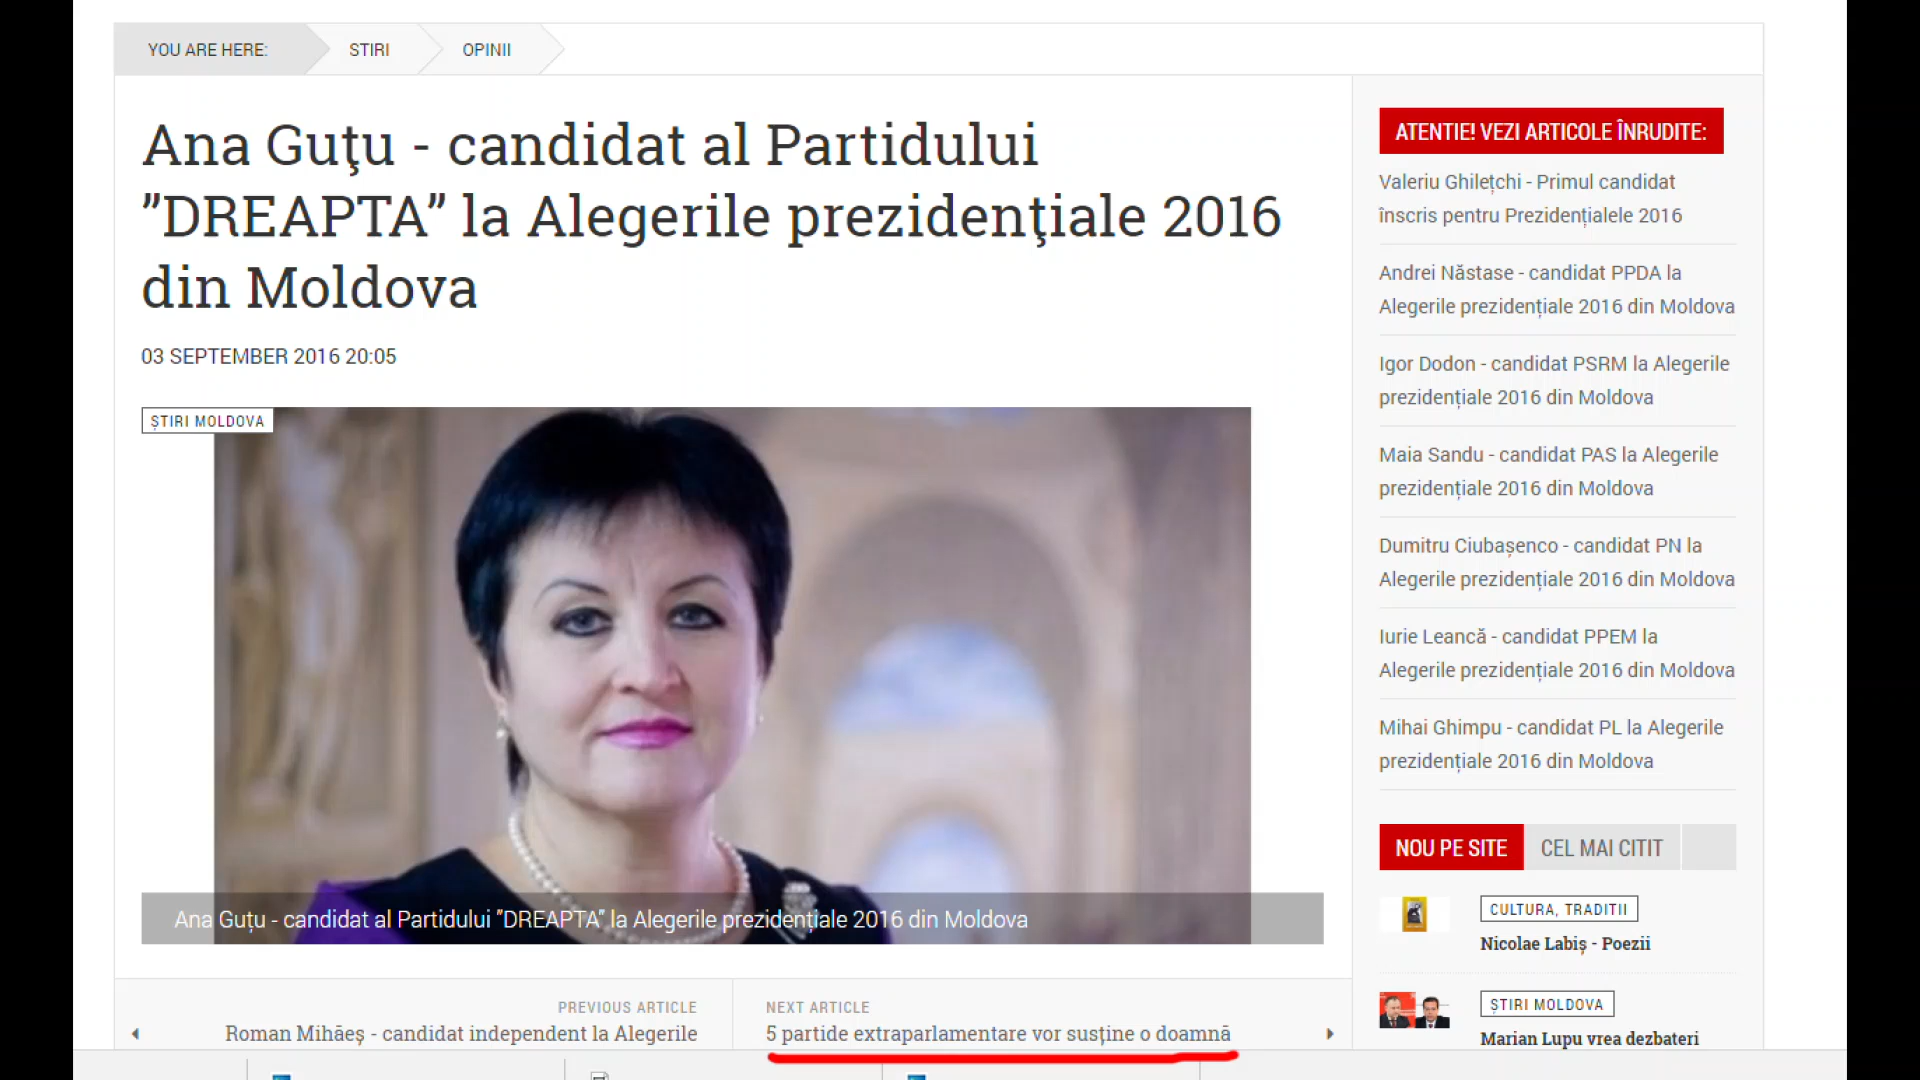 YOU ARE HERE:
STIRI
OPINII
Ana Guţu - candidat al Partidului
”DREAPTA” la Alegerile prezidenţiale 2016
din Moldova
03 SEPTEMBER 2016 20:05
ȘTIRI MOLDOVA
Ana Guțu - candidat al Partidului ”DREAPTA” la Alegerile prezidențiale 2016 din Moldova
PREVIOUS ARTICLE
Roman Mihăeș - candidat independent la Alegerile
NEXT ARTICLE
5 partide extraparlamentare vor susține o doamnă
ATENTIE! VEZI ARTICOLE ÎNRUDITE:
Valeriu Ghilețchi - Primul candidat
înscris pentru Prezidențialele 2016
Andrei Năstase - candidat PPDA la
Alegerile prezidențiale 2016 din Moldova
Igor Dodon - candidat PSRM la Alegerile
prezidențiale 2016 din Moldova
Maia Sandu - candidat PAS la Alegerile
prezidențiale 2016 din Moldova
Dumitru Ciubașenco - candidat PN la
Alegerile prezidențiale 2016 din Moldova
Iurie Leancă - candidat PPEM la
Alegerile prezidențiale 2016 din Moldova
Mihai Ghimpu - candidat PL la Alegerile
prezidențiale 2016 din Moldova
NOU PE SITE
CEL MAI CITIT
CULTURA, TRADITII
Nicolae Labiș - Poezii
ȘTIRI MOLDOVA
Marian Lupu vrea dezbateri